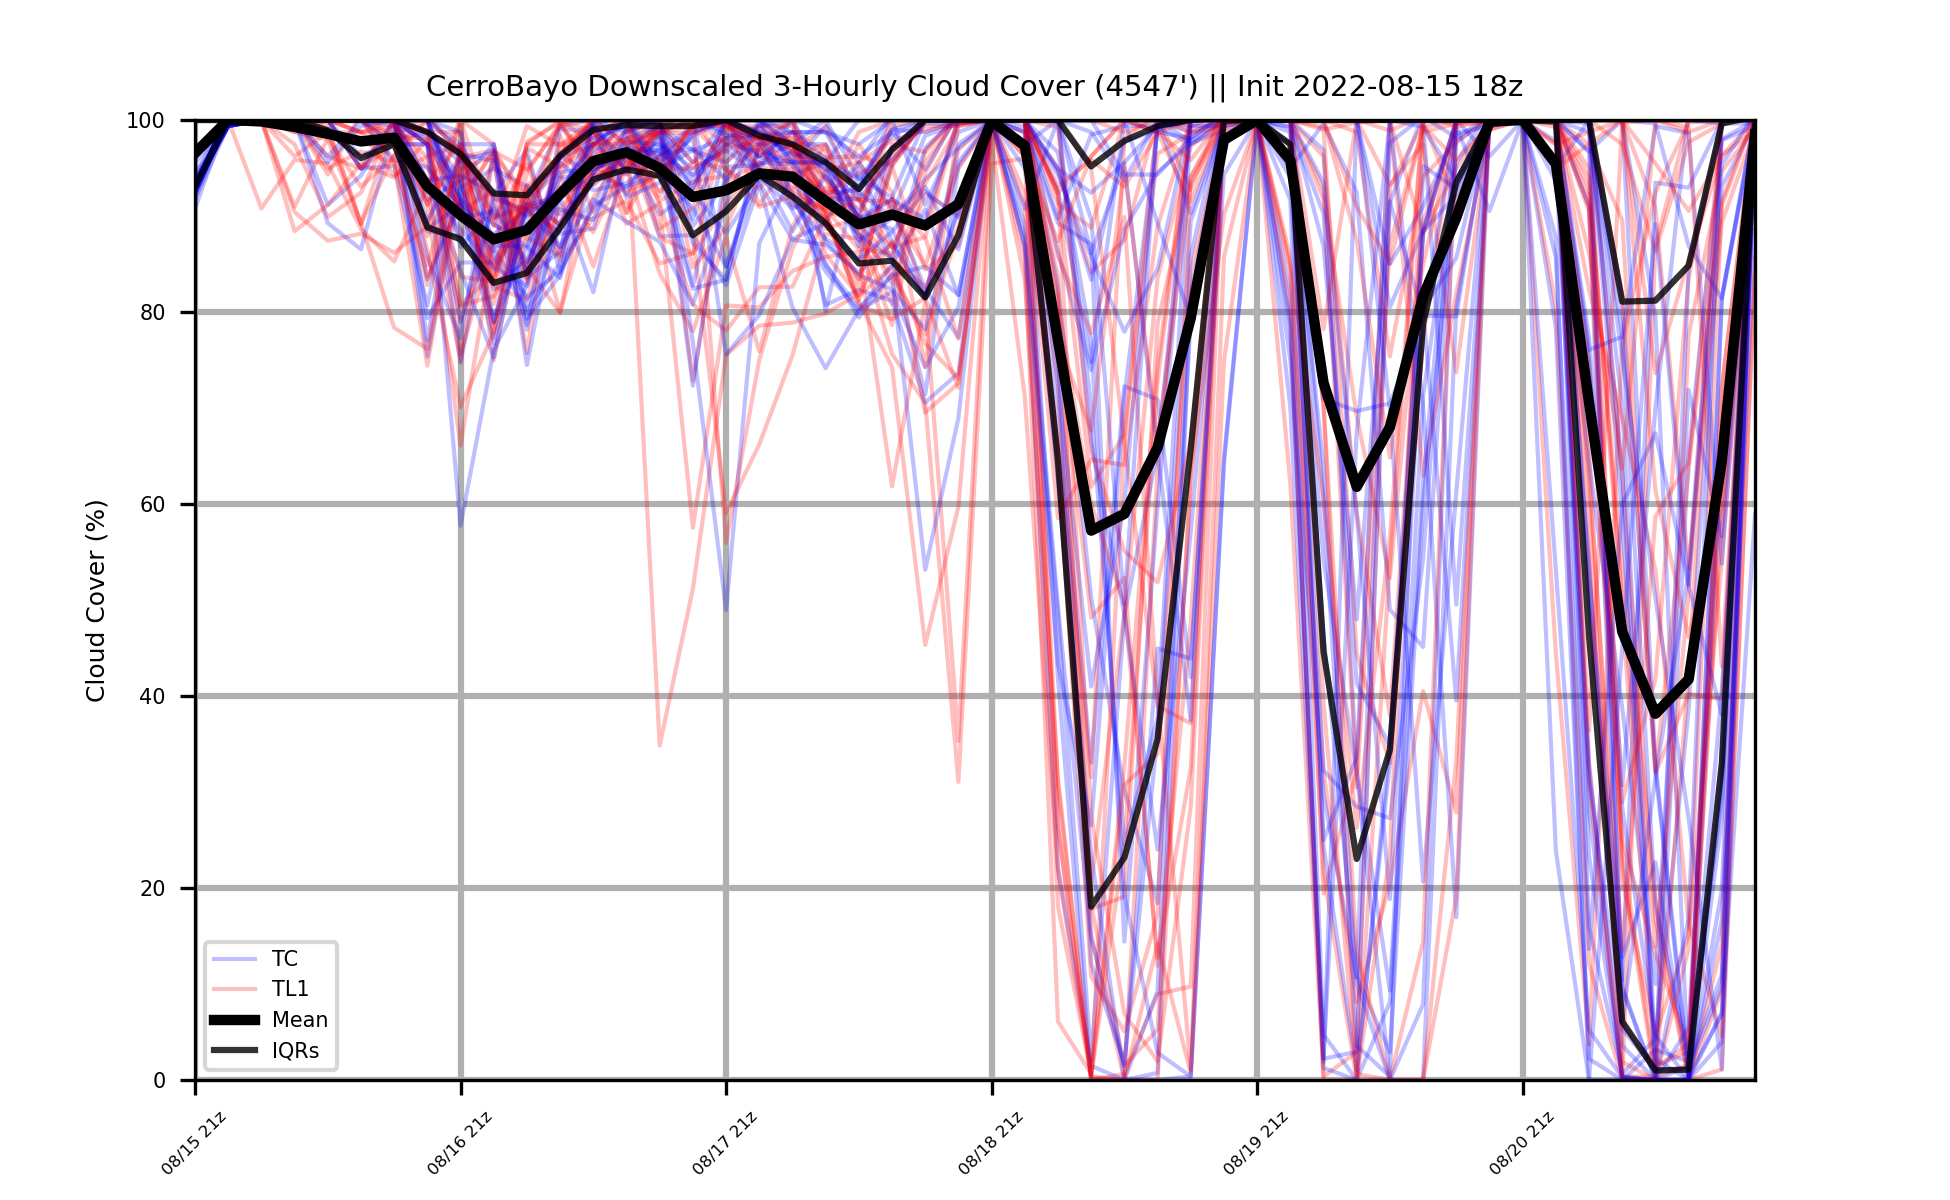 CerroBayo Downscaled 3-Hourly Cloud Cover (4547') || Init 2022-08-15 18z
Cloud Cover (%)
100
80
60
40
20
0
TC
TL1
Mean
IQRs
08/15 21z
08/16 21z
08/17 21z
08/18 21z
08/19 21z
08/20 21z